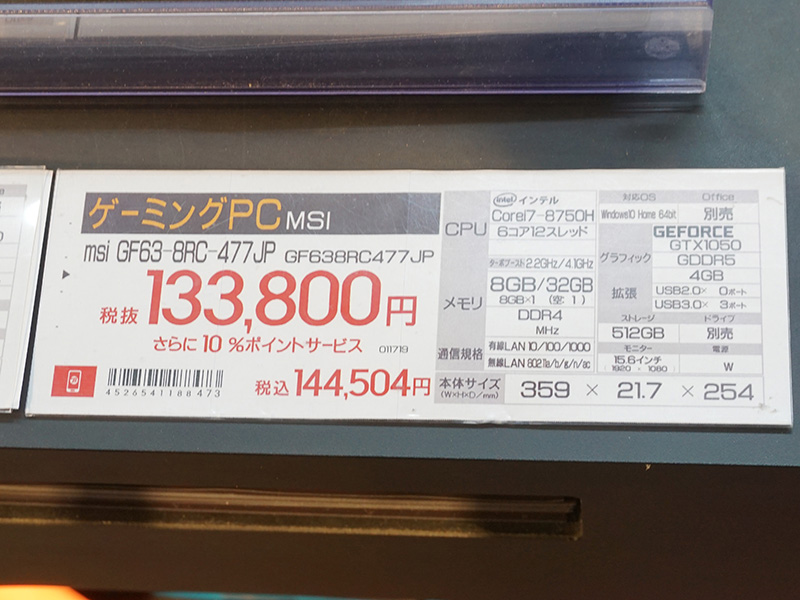 ゲーミングPC MSI
msi GF63-8RC-477JP GF638RC477JP
税抜 133,800円
さらに 10 %ポイントサービス 011719
4526541188473
税込 144,504円
CPU
intel インテル
Corei7-8750H
6コア12スレッド
ターボブースト 2.2GHz/4.1GHz
メモリ
8GB/32GB
8GB×1 (空: 1)
DDR4
MHz
通信規格
有線LAN 10/100/1000
無線LAN 802.11a/b/g/n/ac
対応OS Office
Windows10 Home 64bit 別売
グラフィック
GEFORCE
GTX1050
GDDR5
4GB
拡張
USB2.0× 0ポート
USB3.0× 3ポート
ストレージ ドライブ
512GB 別売
モニター 電源
15.6インチ
(1920 × 1080) W
本体サイズ
(W×H×D/mm)
359 × 21.7 × 254